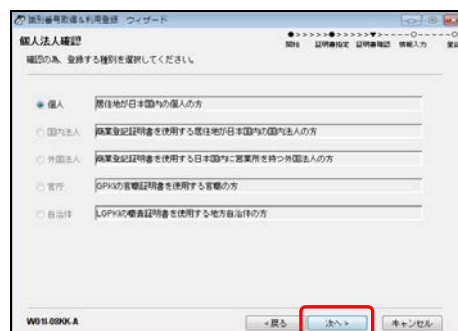 識別番号取得&利用登録 ウィザード
個人法人確認
●>>>>>●>>>>>▼>-----○-----○
開始 証明書指定 証明書確認 情報入力 登録
確認の為、登録する種別を選択してください。
個人 居住地が日本国内の個人の方
国内法人 商業登記証明書を使用する居住地が日本国内の国内法人の方
外国法人 商業登記証明書を使用する日本国内に営業所を持つ外国法人の方
官庁 GPKIの官職証明書を使用する官職の方
自治体 LGPKIの職責証明書を使用する地方自治体の方
W01I-08KK-A
<戻る 次へ> キャンセル